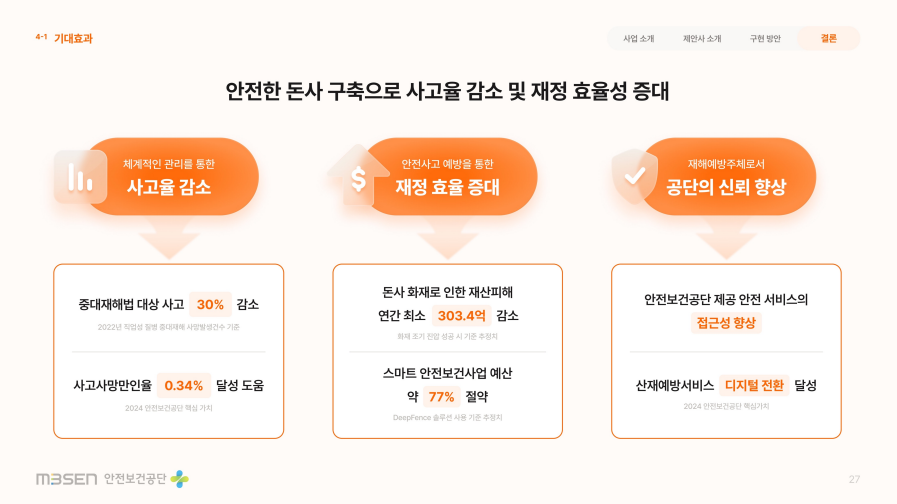 4-1 기대효과
사업 소개 제안사 소개 구현 방안 결론
안전한 돈사 구축으로 사고율 감소 및 재정 효율성 증대
체계적인 관리를 통한
사고율 감소
중대재해법 대상 사고 30% 감소
2022년 작업성 질병 중대재해 사망발생건수 기준
사고사망만인율 0.34% 달성 도움
2024 안전보건공단 핵심 가치
$
안전사고 예방을 통한
재정 효율 증대
돈사 화재로 인한 재산피해
연간 최소 303.4억 감소
화재 초기 진압 성공 시 기준 추정치
스마트 안전보건사업 예산
약 77% 절약
DeepFence 솔루션 사용 기준 추정치
재해예방주체로서
공단의 신뢰 향상
안전보건공단 제공 안전 서비스의
접근성 향상
산재예방서비스 디지털 전환 달성
2024 안전보건공단 핵심가치
m3SEN 안전보건공단
27